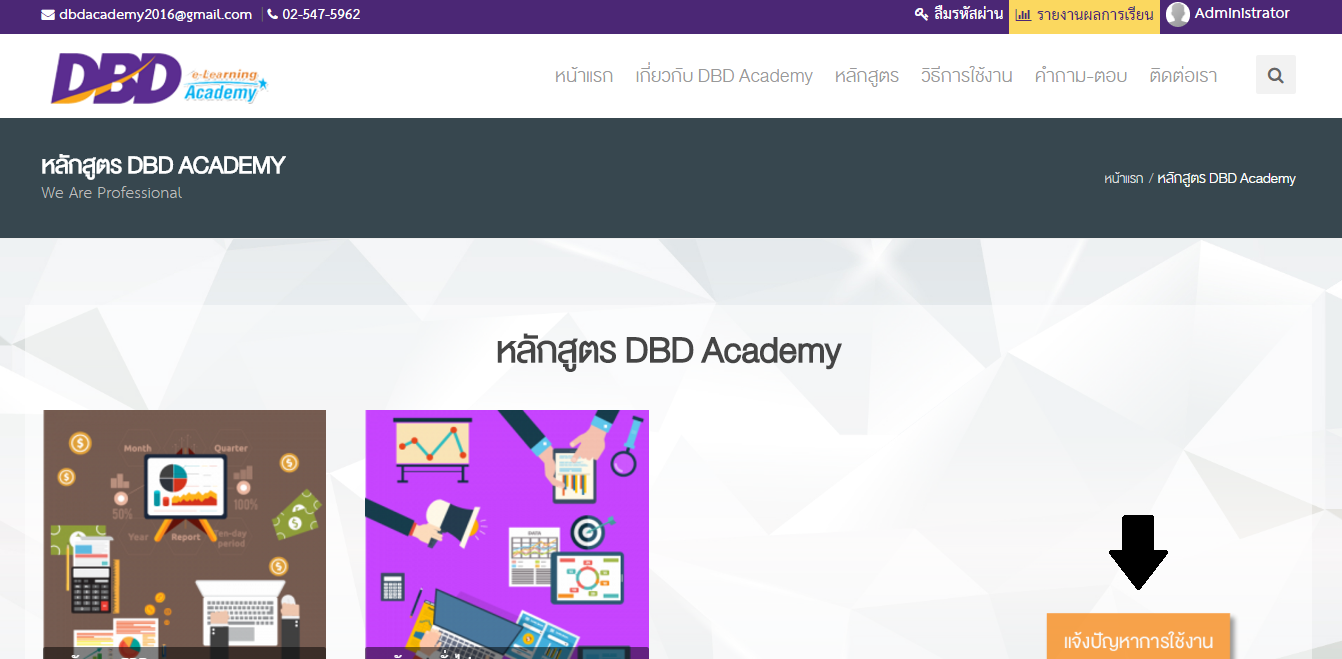 dbdacademy2016@gmail.com | 02-547-5962
ลืมรหัสผ่าน
รายงานผลการเรียน
Administrator
DBD e-Learning Academy
หน้าแรก เกี่ยวกับ DBD Academy หลักสูตร วิธีการใช้งาน คำถาม-ตอบ ติดต่อเรา
หลักสูตร DBD ACADEMY
We Are Professional
หน้าแรก / หลักสูตร DBD Academy
หลักสูตร DBD Academy
Month Quarter
50% 100%
Year Report Ten-day period
DATA
แจ้งปัญหาการใช้งาน